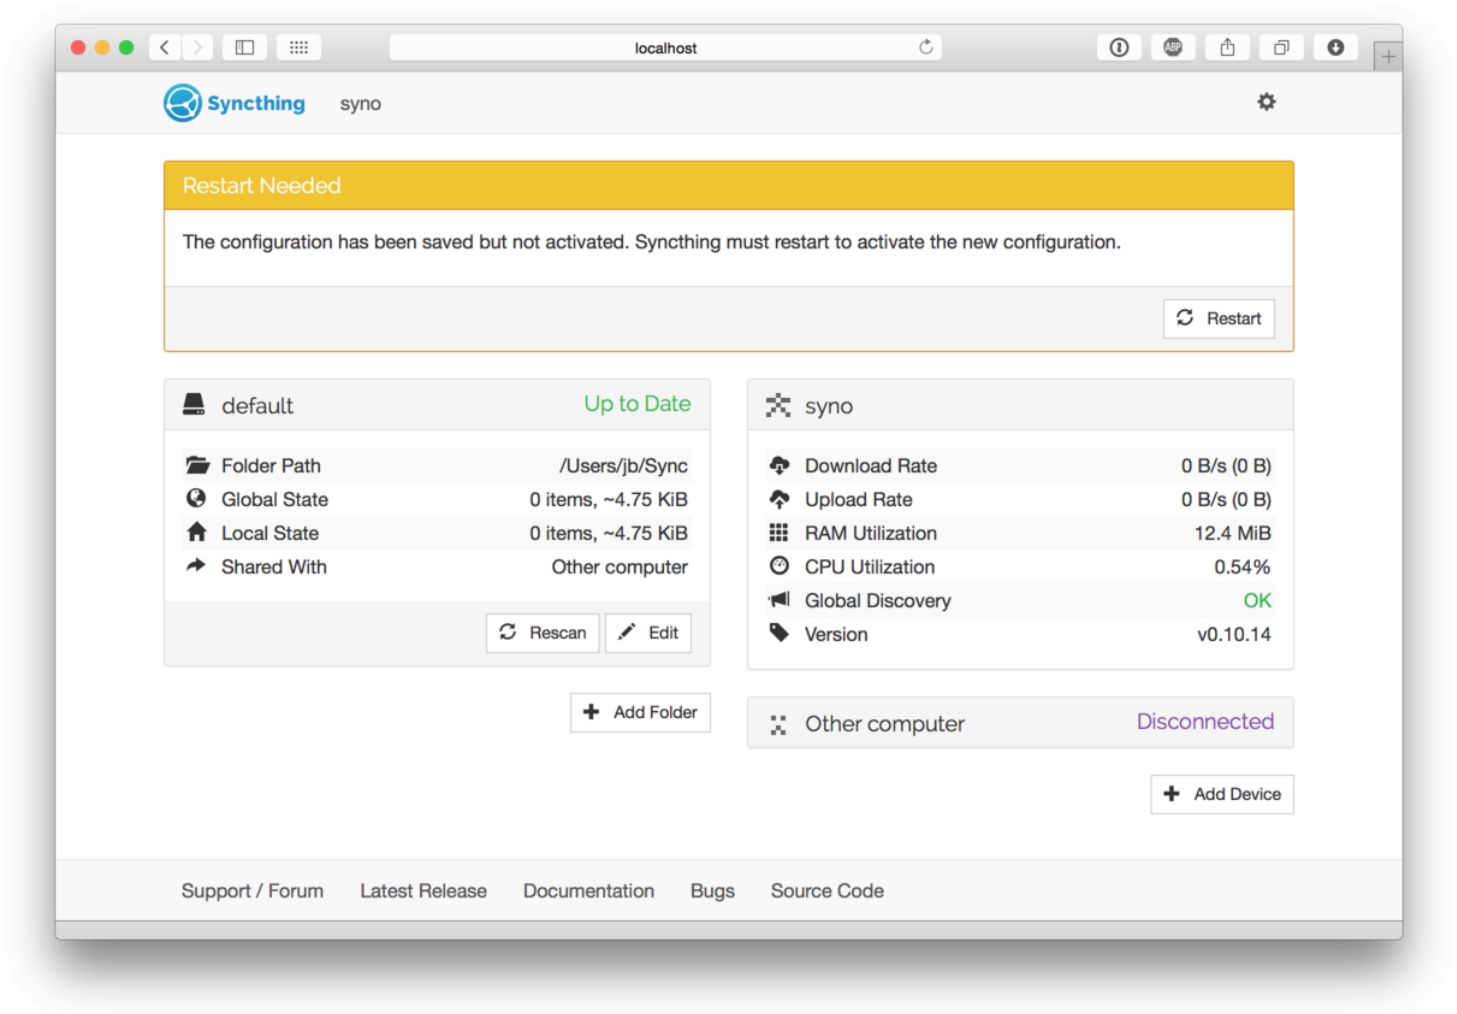 localhost
ABP
Syncthing syno
Restart Needed
The configuration has been saved but not activated. Syncthing must restart to activate the new configuration.
Restart
default Up to Date
Folder Path /Users/jb/Sync
Global State 0 items, ~4.75 KiB
Local State 0 items, ~4.75 KiB
Shared With Other computer
Rescan Edit
Add Folder
syno
Download Rate 0 B/s (0 B)
Upload Rate 0 B/s (0 B)
RAM Utilization 12.4 MiB
CPU Utilization 0.54%
Global Discovery OK
Version v0.10.14
Other computer Disconnected
Add Device
Support / Forum Latest Release Documentation Bugs Source Code